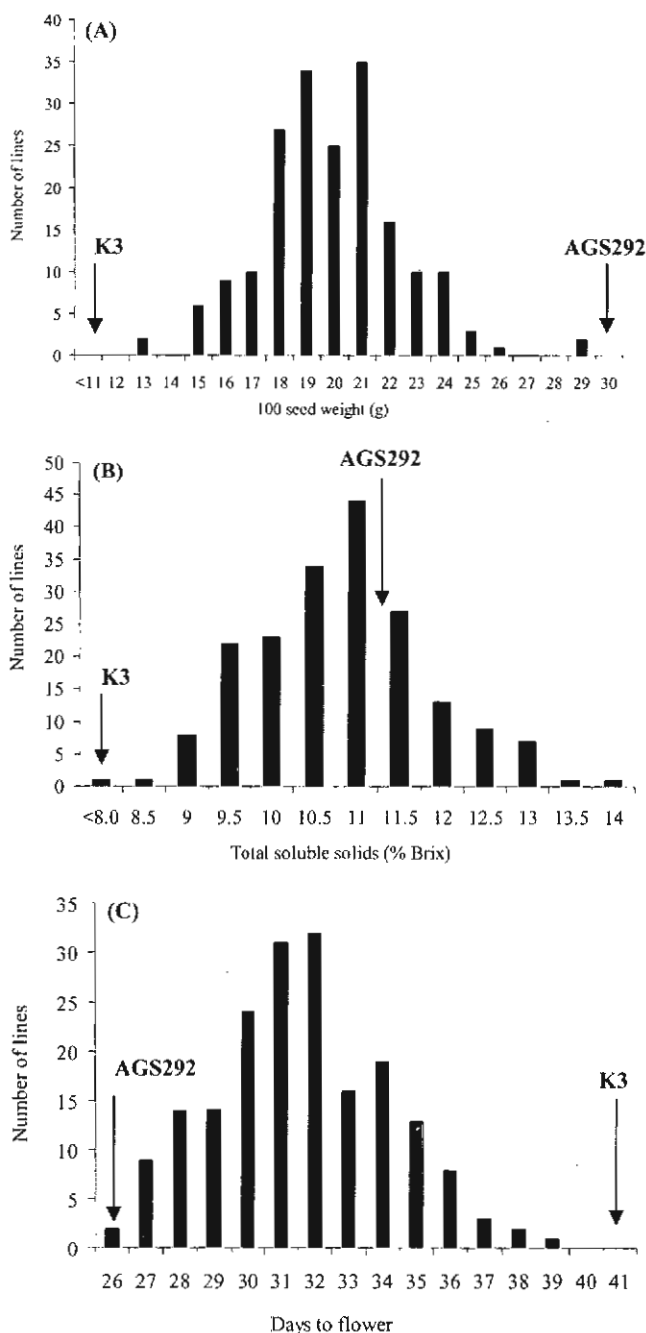 (A)
40
35
30
25
20
15
10
5
0
Number of lines
K3
AGS292
<11 12 13 14 15 16 17 18 19 20 21 22 23 24 25 26 27 28 29 30
100 seed weight (g)
(B)
50
45
40
35
30
25
20
15
10
5
0
Number of lines
K3
AGS292
<8.0 8.5 9 9.5 10 10.5 11 11.5 12 12.5 13 13.5 14
Total soluble solids (% Brix)
(C)
35
30
25
20
15
10
5
0
Number of lines
AGS292
K3
26 27 28 29 30 31 32 33 34 35 36 37 38 39 40 41
Days to flower